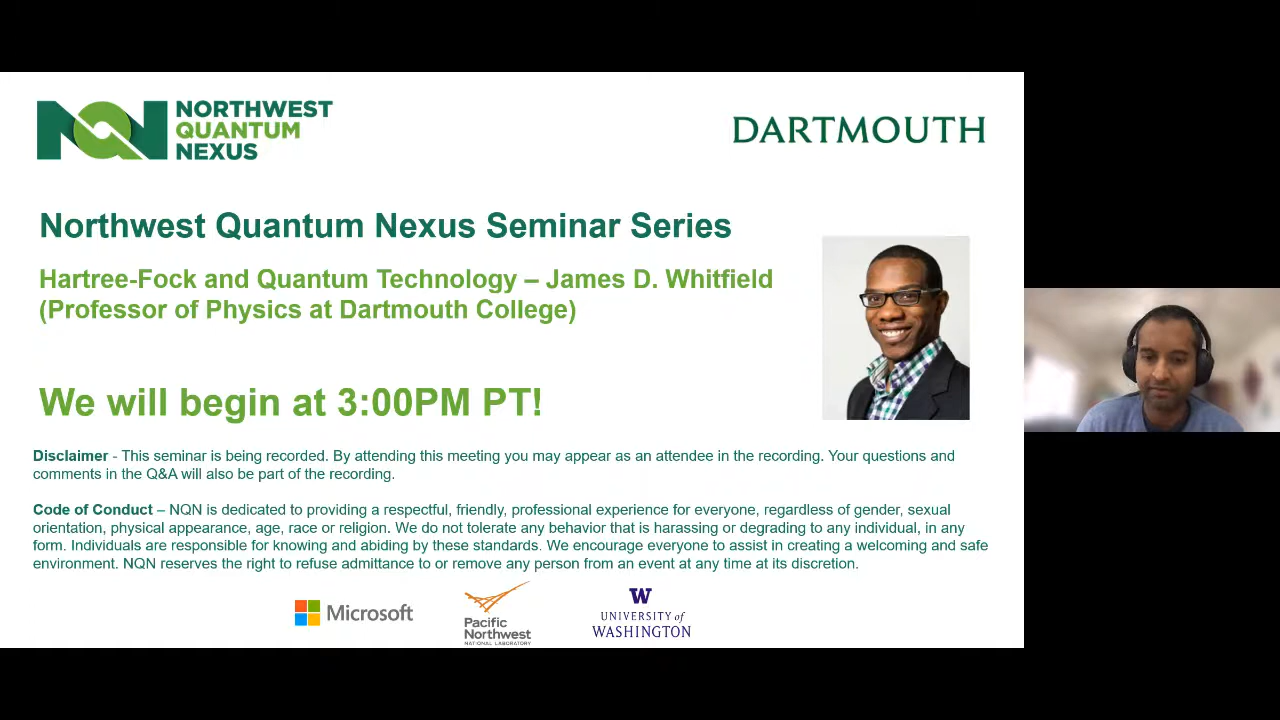 NQN NORTHWEST
QUANTUM
NEXUS
DARTMOUTH
Northwest Quantum Nexus Seminar Series
Hartree-Fock and Quantum Technology – James D. Whitfield
(Professor of Physics at Dartmouth College)
We will begin at 3:00PM PT!
Disclaimer - This seminar is being recorded. By attending this meeting you may appear as an attendee in the recording. Your questions and
comments in the Q&A will also be part of the recording.
Code of Conduct – NQN is dedicated to providing a respectful, friendly, professional experience for everyone, regardless of gender, sexual
orientation, physical appearance, age, race or religion. We do not tolerate any behavior that is harassing or degrading to any individual, in any
form. Individuals are responsible for knowing and abiding by these standards. We encourage everyone to assist in creating a welcoming and safe
environment. NQN reserves the right to refuse admittance to or remove any person from an event at any time at its discretion.
Microsoft
Pacific
Northwest
NATIONAL LABORATORY
W
UNIVERSITY of
WASHINGTON